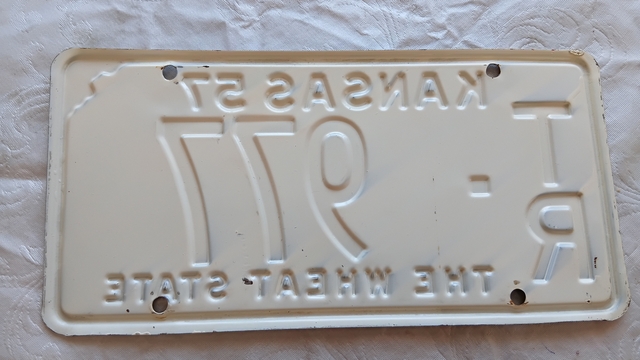 KANSAS 57
TR - 977
THE WHEAT STATE